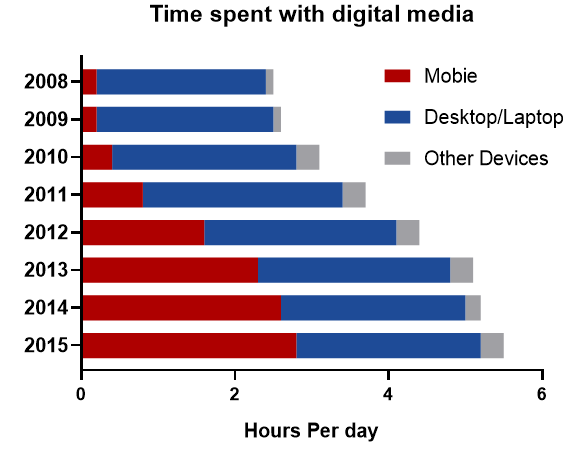 Time spent with digital media
Mobie
Desktop/Laptop
Other Devices
2008
2009
2010
2011
2012
2013
2014
2015
0 2 4 6
Hours Per day